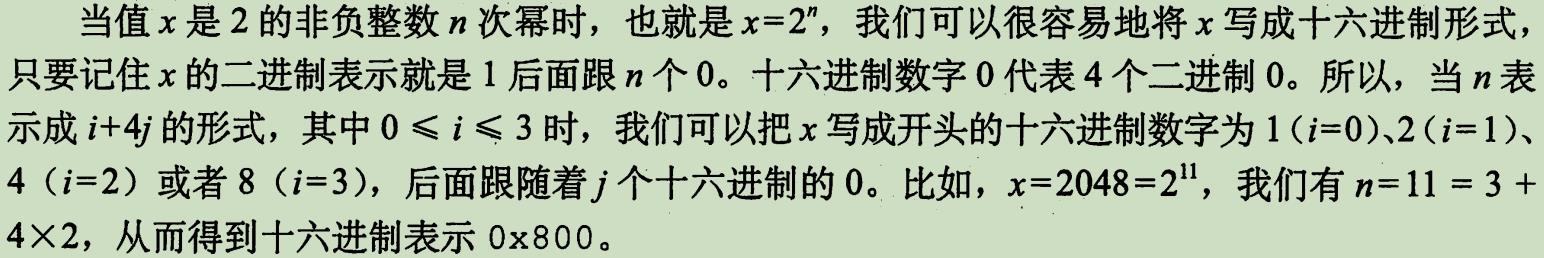 当值 x 是 2 的非负整数 n 次幂时，也就是 x=2ⁿ，我们可以很容易地将 x 写成十六进制形式，
只要记住 x 的二进制表示就是 1 后面跟 n 个 0。十六进制数字 0 代表 4 个二进制 0。所以，当 n 表
示成 i+4j 的形式，其中 0 ≤ i ≤ 3 时，我们可以把 x 写成开头的十六进制数字为 1（i=0）、2（i=1）、
4（i=2）或者 8（i=3），后面跟随着 j 个十六进制的 0。比如，x=2048=2¹¹，我们有 n=11 = 3 +
4×2，从而得到十六进制表示 0x800。